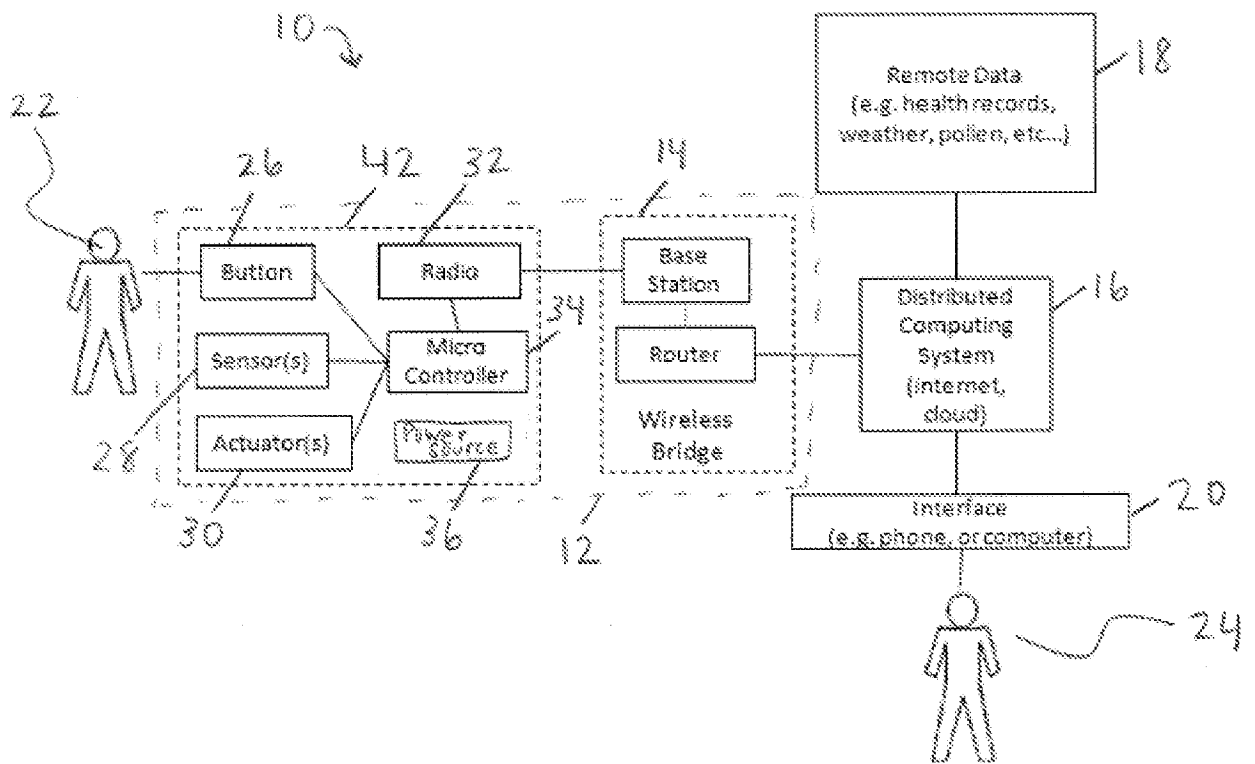 10
22
26
42
32
14
18
Remote Data
(e.g. health records,
weather, pollen, etc...)
Button
Radio
Base
Station
34
16
Distributed
Computing
System
(internet,
cloud)
Sensor(s)
Micro
Controller
Router
Actuator(s)
Power
source
Wireless
Bridge
28
30
36
12
20
Interface
(e.g. phone, or computer)
24